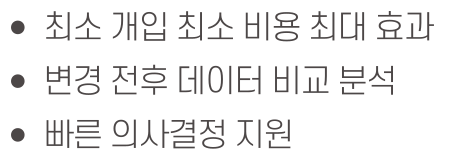 ● 최소 개입 최소 비용 최대 효과
● 변경 전후 데이터 비교 분석
● 빠른 의사결정 지원